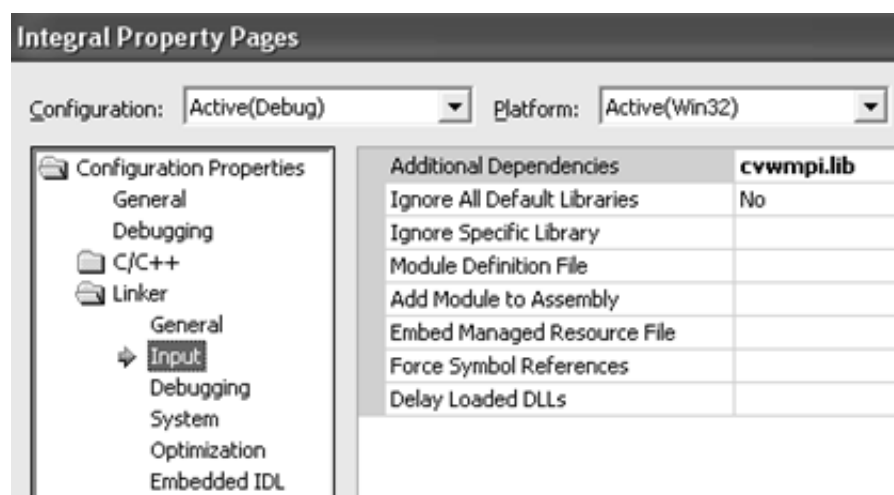 Integral Property Pages
Configuration: Active(Debug) Platform: Active(Win32)
Configuration Properties
General
Debugging
C/C++
Linker
General
Input
Debugging
System
Optimization
Embedded IDL
Additional Dependencies cvwmpi.lib
Ignore All Default Libraries No
Ignore Specific Library
Module Definition File
Add Module to Assembly
Embed Managed Resource File
Force Symbol References
Delay Loaded DLLs